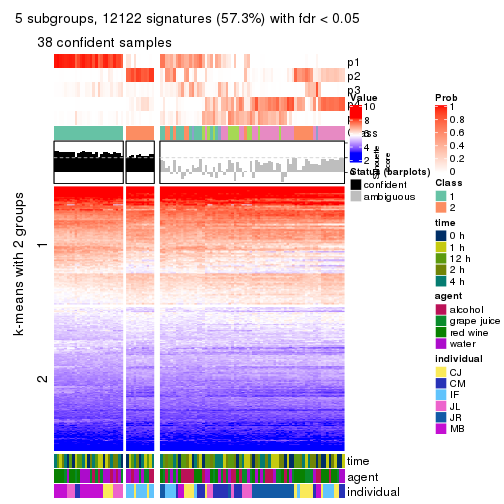 5 subgroups, 12122 signatures (57.3%) with fdr < 0.05
38 confident samples
p1
p2
p3
k-means with 2 groups
1
2
time
agent
individual
Value
10
8
6
4
2
Status (barplots)
confident
ambiguous
Prob
1
0.8
0.6
0.4
0.2
0
Class
1
2
time
0 h
1 h
12 h
2 h
4 h
agent
alcohol
grape juice
red wine
water
individual
CJ
CM
IF
JL
JR
MB